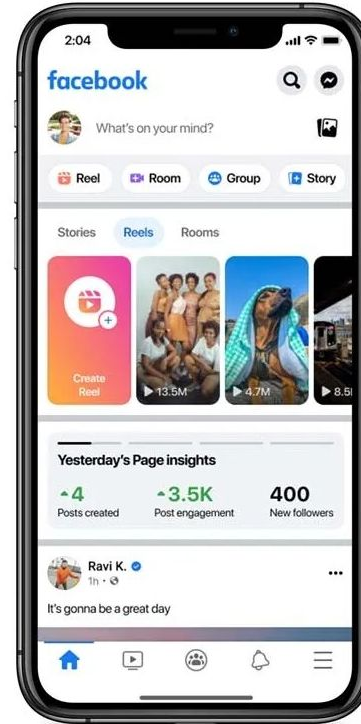 2:04
facebook
What's on your mind?
Reel Room Group Story
Stories Reels Rooms
Create
Reel
13.5M 4.7M 8.5
Yesterday's Page insights
4 3.5K 400
Posts created Post engagement New followers
Ravi K.
1h ·
It's gonna be a great day